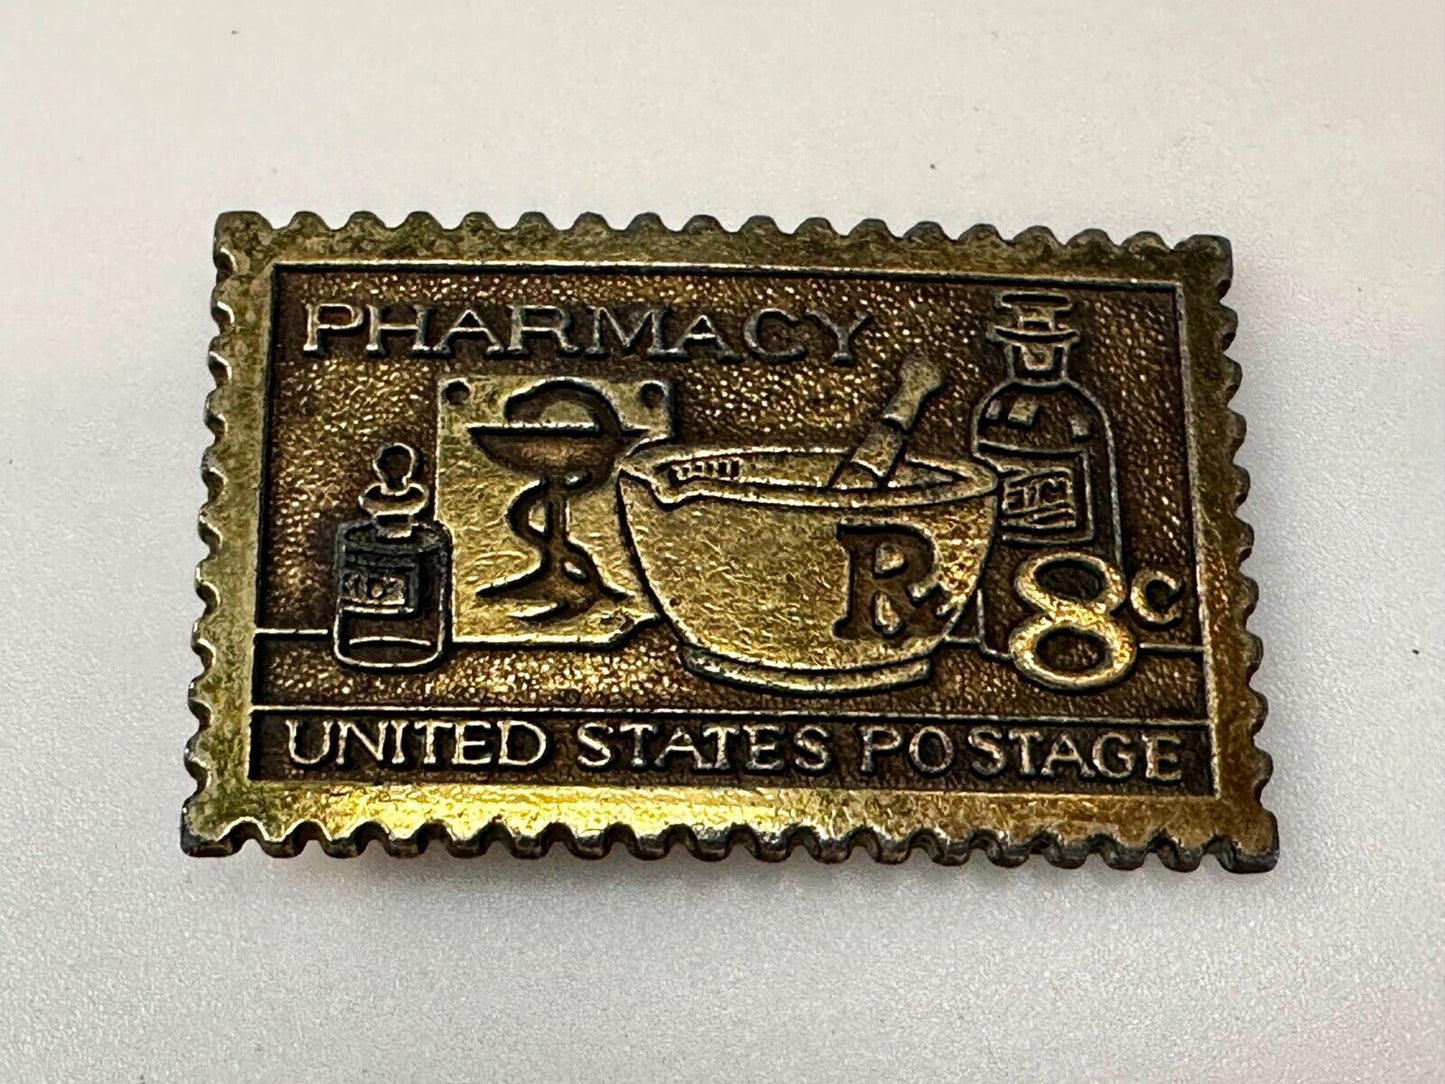 PHARMACY
R
8c
UNITED STATES POSTAGE